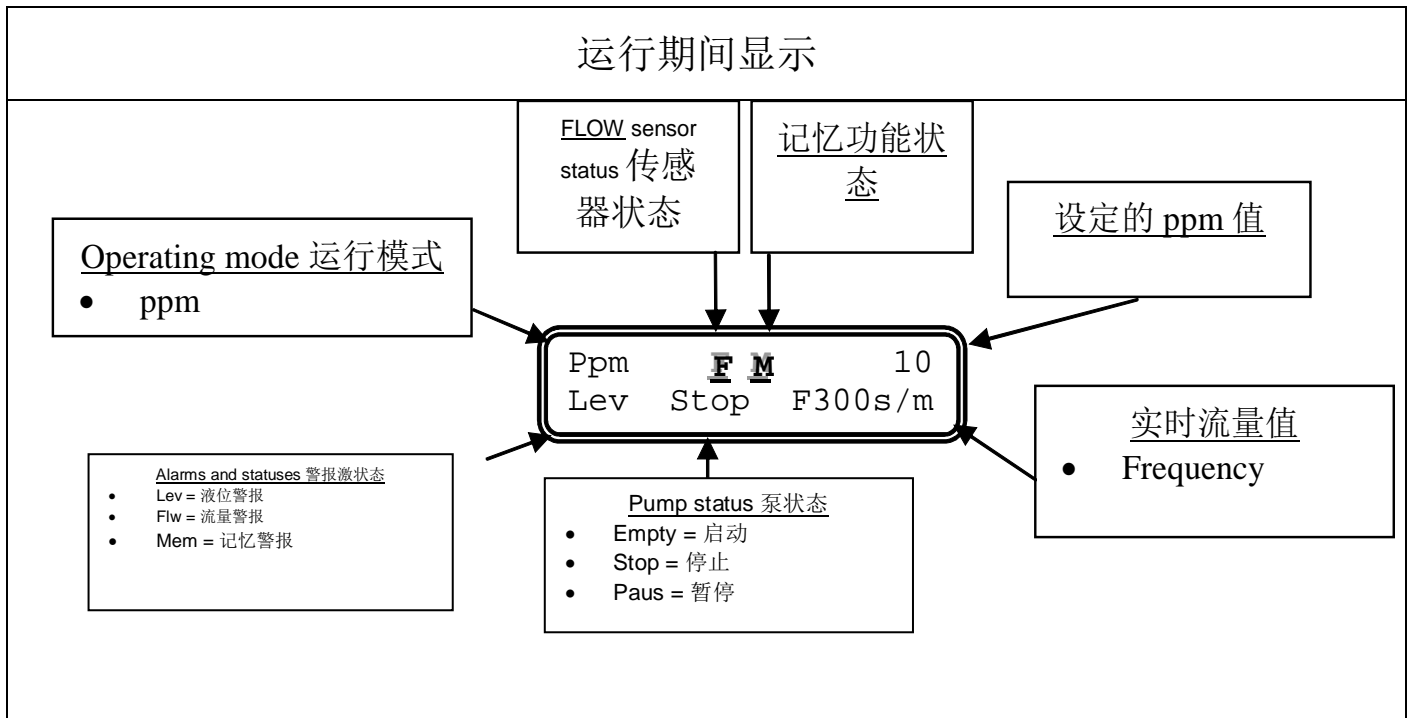 运行期间显示
FLOW sensor
status 传感
器状态
记忆功能状
态
设定的 ppm 值
Operating mode 运行模式
• ppm
Ppm F M 10
Lev Stop F300s/m
实时流量值
• Frequency
Alarms and statuses 警报激状态
• Lev = 液位警报
• Flw = 流量警报
• Mem = 记忆警报
Pump status 泵状态
• Empty = 启动
• Stop = 停止
• Paus = 暂停